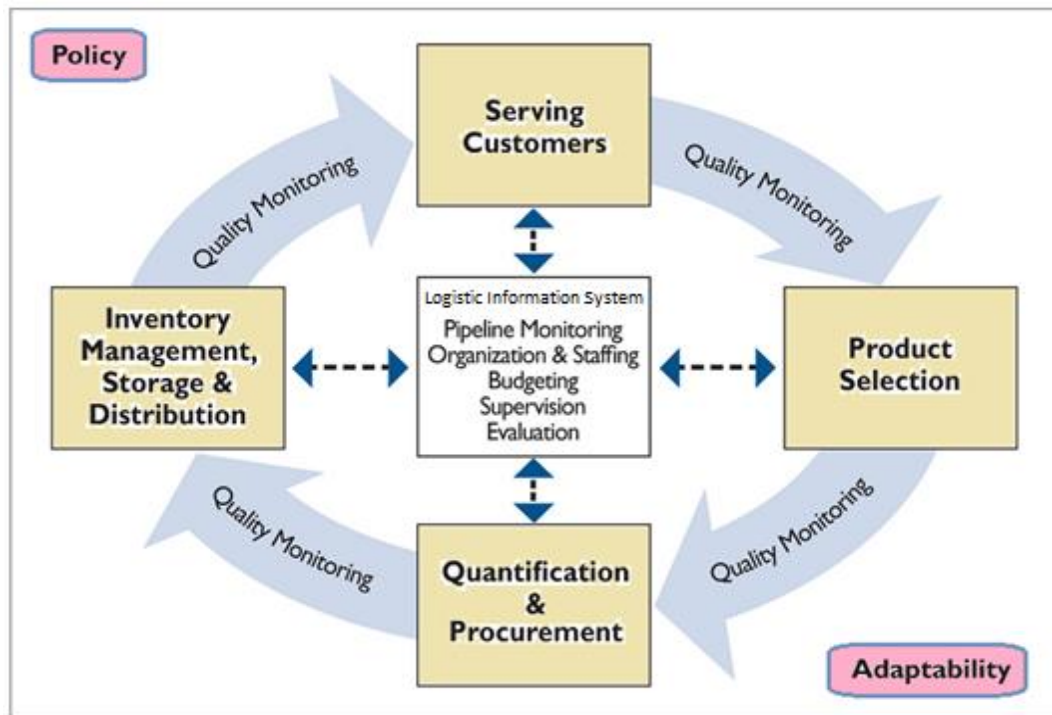 Policy
Serving
Customers
Quality Monitoring
Quality Monitoring
Inventory
Management,
Storage &
Distribution
Logistic Information System
Pipeline Monitoring
Organization & Staffing
Budgeting
Supervision
Evaluation
Product
Selection
Quality Monitoring
Quality Monitoring
Quantification
&
Procurement
Adaptability